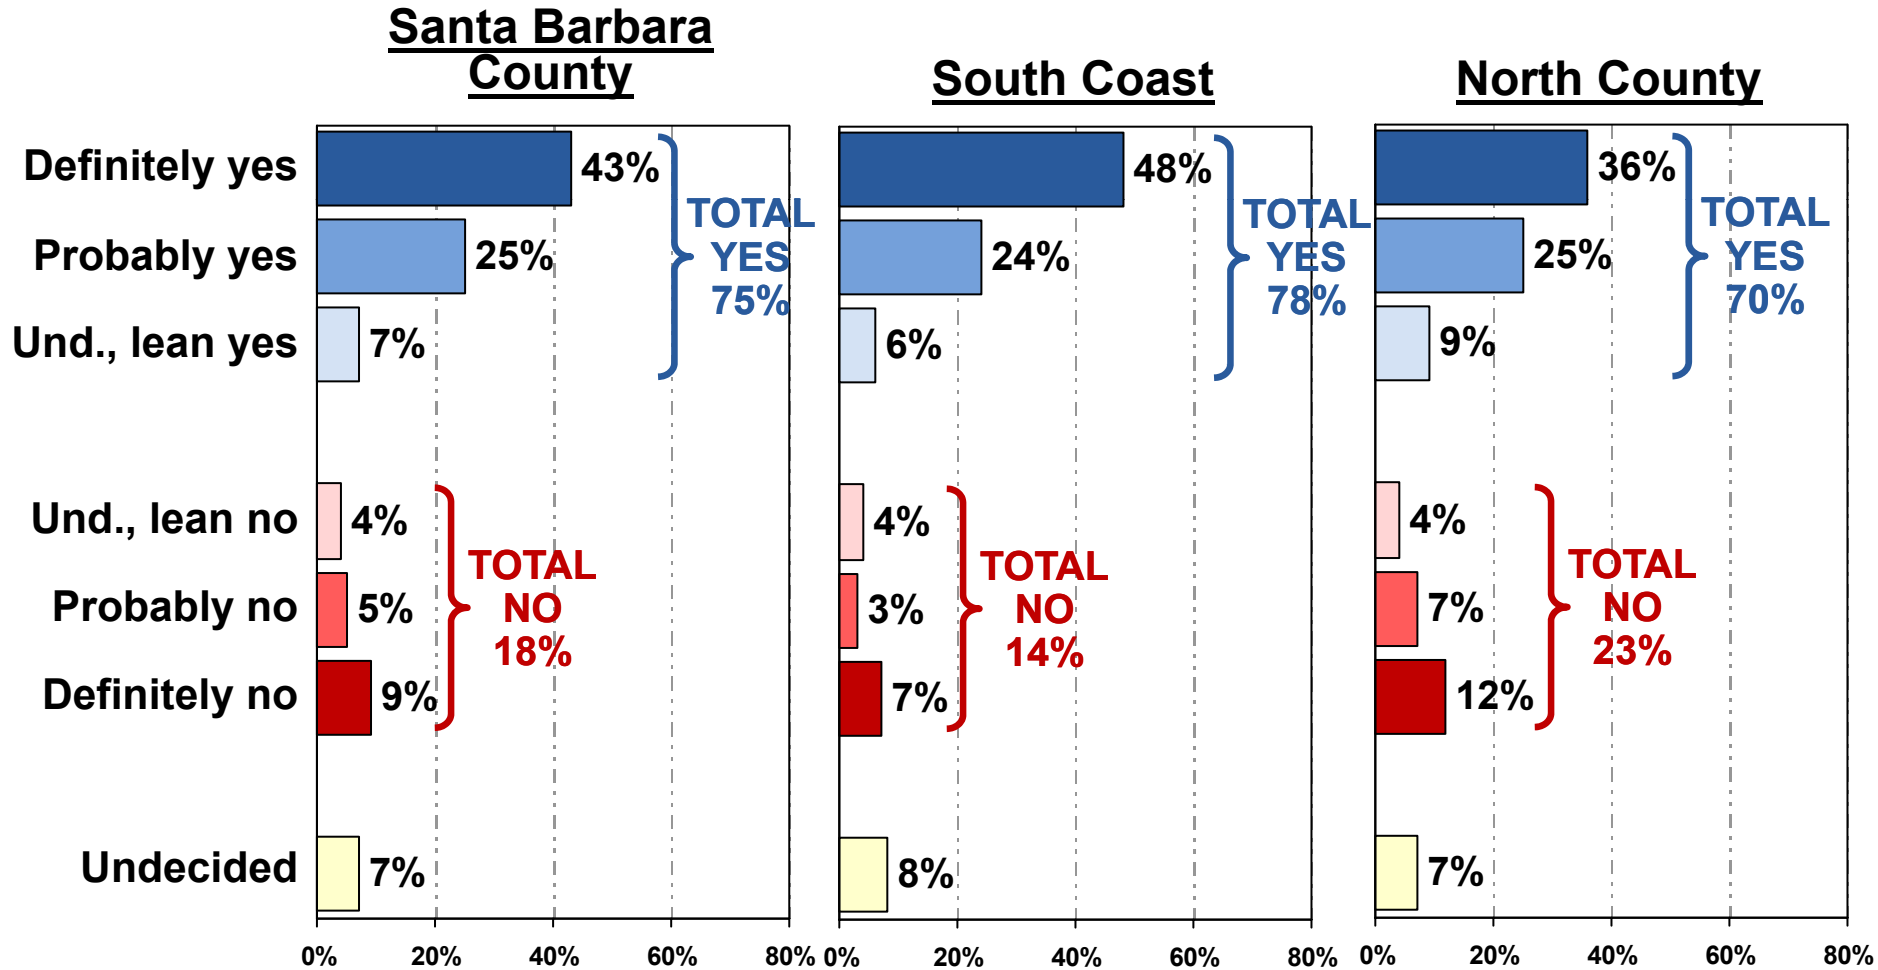 Santa Barbara
County
South Coast
North County
Definitely yes
43%
48%
36%
Probably yes
25%
24%
25%
Und., lean yes
7%
6%
9%
TOTAL
YES
75%
TOTAL
YES
78%
TOTAL
YES
70%
Und., lean no
4%
4%
4%
Probably no
5%
3%
7%
Definitely no
9%
7%
12%
TOTAL
NO
18%
TOTAL
NO
14%
TOTAL
NO
23%
Undecided
7%
8%
7%
0% 20% 40% 60% 80%
0% 20% 40% 60% 80%
0% 20% 40% 60% 80%